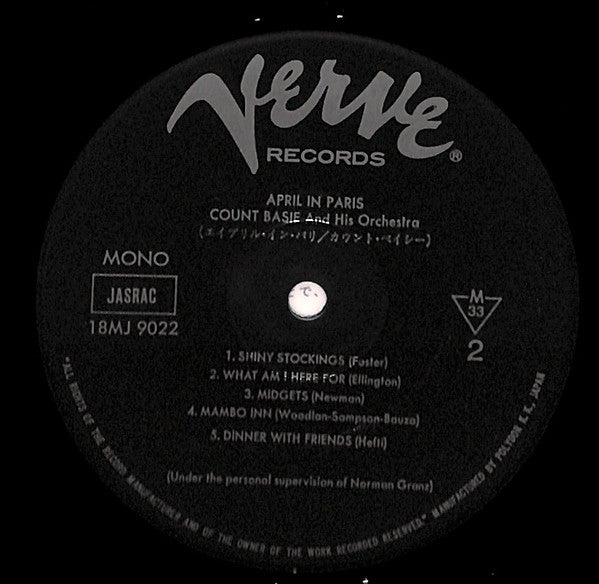 Verve
RECORDS ®
APRIL IN PARIS
COUNT BASIE And His Orchestra
(エイプリル・イン・パリ/カウント・ベイシー)
MONO
JASRAC
18MJ 9022
M
33
2
1. SHINY STOCKINGS (Foster)
2. WHAT AM I HERE FOR (Ellington)
3. MIDGETS (Newman)
4. MAMBO INN (Woodlan-Sampson-Bauza)
5. DINNER WITH FRIENDS (Hefti)
(Under the personal supervision of Norman Granz)
"ALL RIGHTS OF THE RECORD MANUFACTURER AND OF THE OWNER OF THE WORK RECORDED RESERVED." MANUFACTURED BY POLYDOR K.K., JAPAN